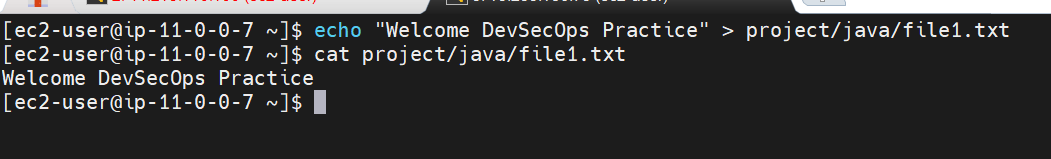 [ec2-user@ip-11-0-0-7 ~]$ echo "Welcome DevSecOps Practice" > project/java/file1.txt
[ec2-user@ip-11-0-0-7 ~]$ cat project/java/file1.txt
Welcome DevSecOps Practice
[ec2-user@ip-11-0-0-7 ~]$